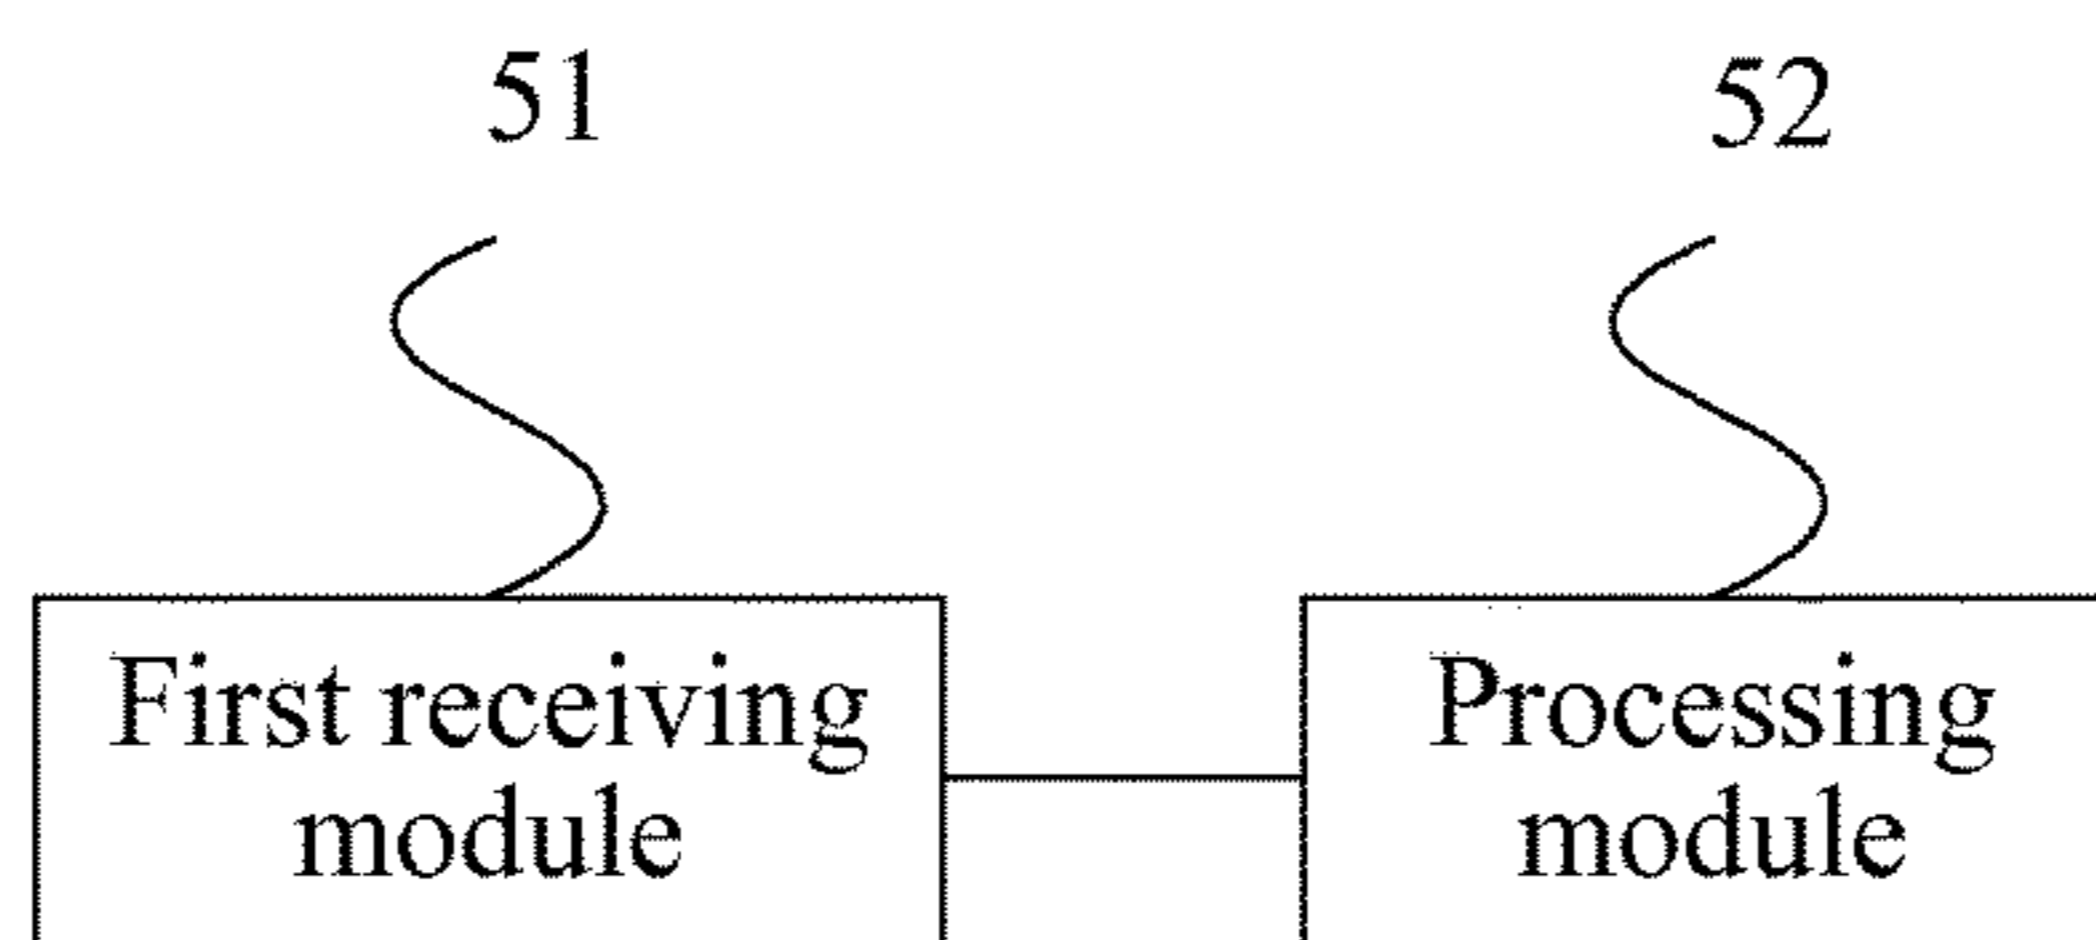 51
52
First receiving
module
Processing
module